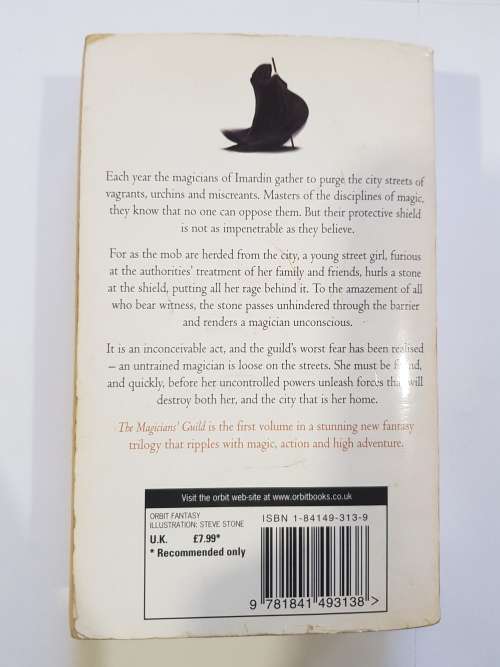 Each year the magicians of Imardin gather to purge the city streets of
vagrants, urchins and miscreants. Masters of the disciplines of magic,
they know that no one can oppose them. But their protective shield
is not as impenetrable as they believe.
For as the mob are herded from the city, a young street girl, furious
at the authorities' treatment of her family and friends, hurls a stone
at the shield, putting all her rage behind it. To the amazement of all
who bear witness, the stone passes unhindered through the barrier
and renders a magician unconscious.
It is an inconceivable act, and the guild's worst fear has been realised
– an untrained magician is loose on the streets. She must be found,
and quickly, before her uncontrolled powers unleash forces that will
destroy both her, and the city that is her home.
The Magicians' Guild is the first volume in a stunning new fantasy
trilogy that ripples with magic, action and high adventure.
Visit the orbit web-site at www.orbitbooks.co.uk
ORBIT FANTASY
ILLUSTRATION: STEVE STONE
U.K. £7.99*
* Recommended only
ISBN 1-84149-313-9
9 781841 493138 >